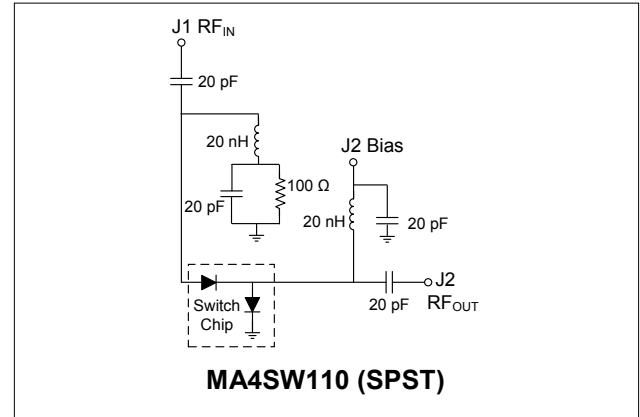 J1 RFIN
20 pF
20 nH
J2 Bias
100 Ω
20 pF
20 nH
20 pF
Switch
Chip
20 pF
J2
RFOUT
MA4SW110 (SPST)